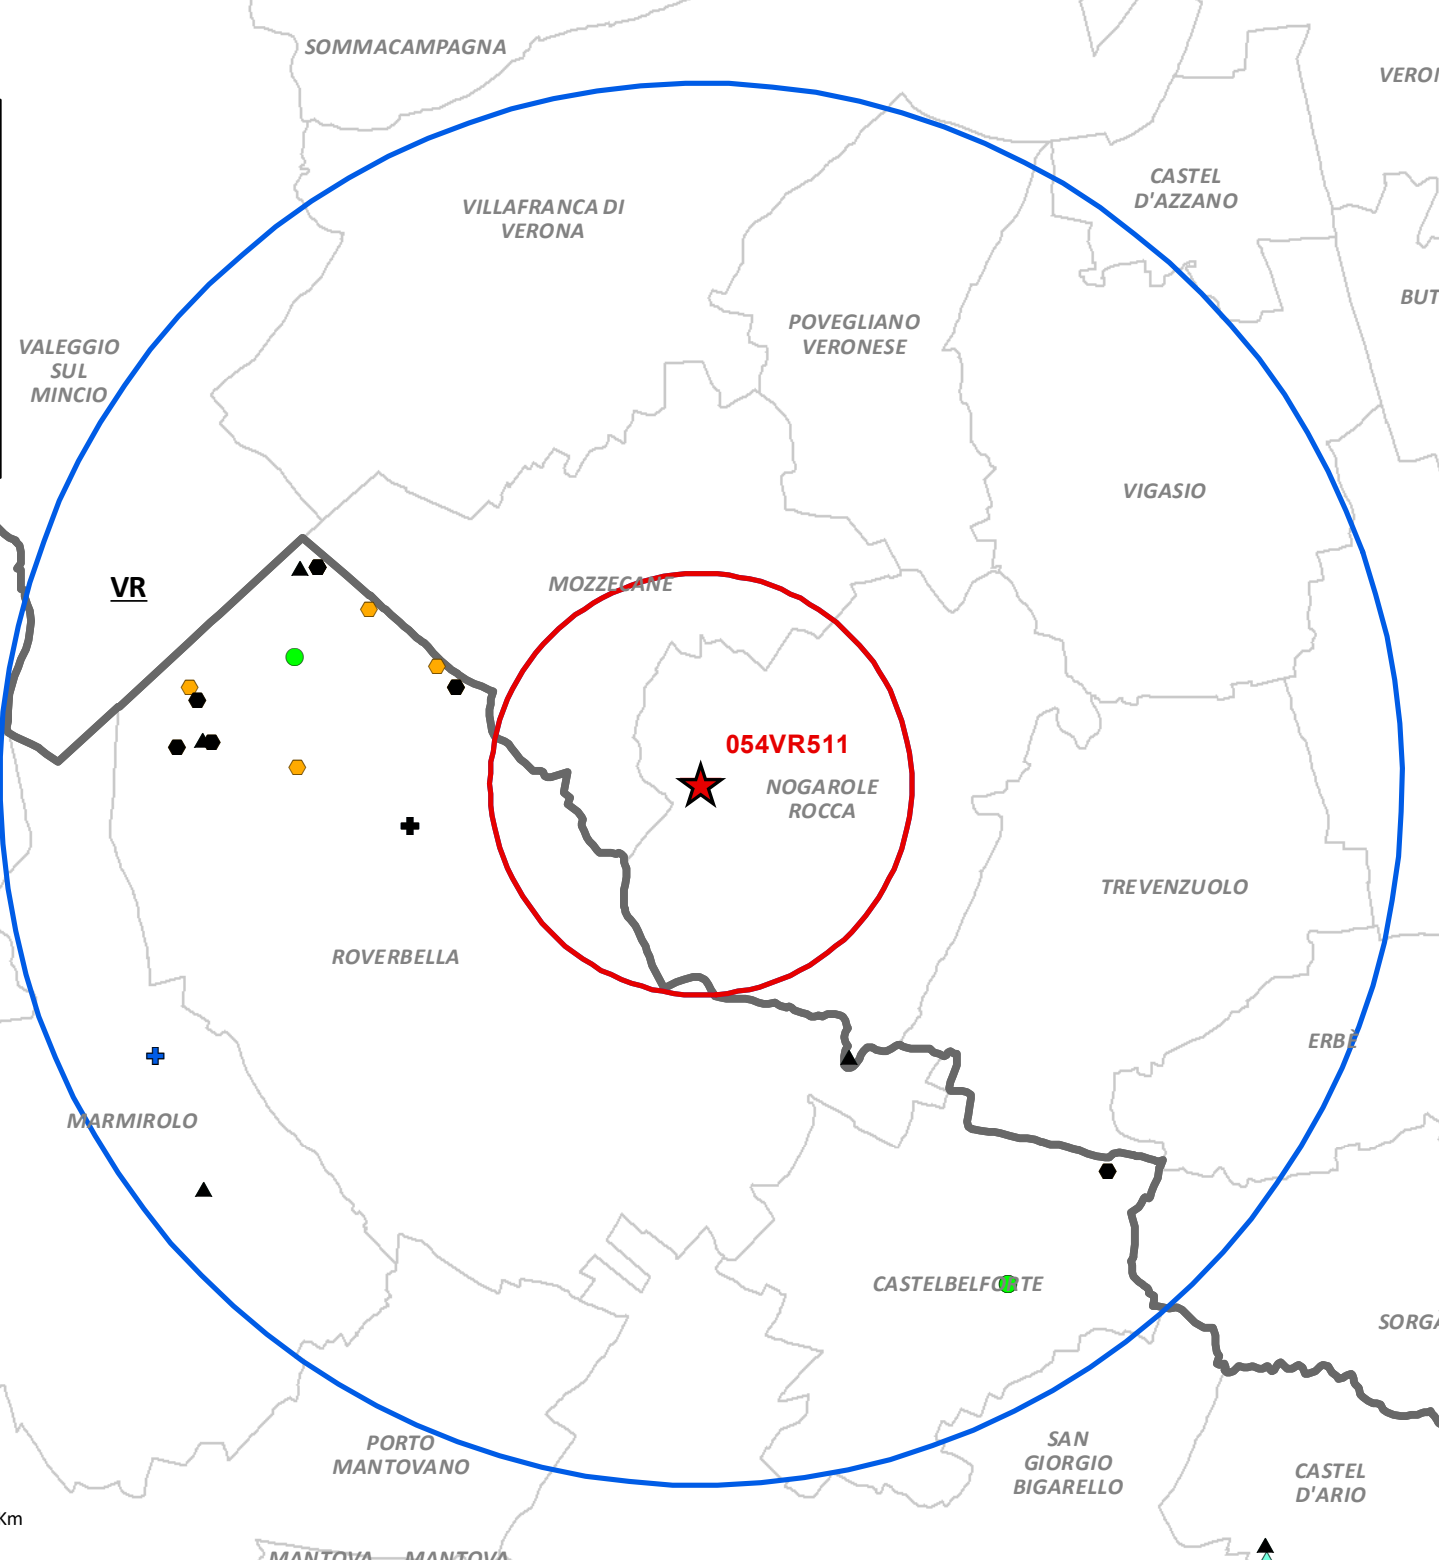 SOMMACAMPAGNA
VERO
CASTEL
D'AZZANO
VILLAFRANCA DI
VERONA
BUT
POVEGLIANO
VERONESE
VALEGGIO
SUL
MINCIO
VIGASIO
MOZZECANE
VR
054VR511
NOGAROLE
ROCCA
TREVENZUOLO
ROVERBELLA
ERBÈ
MARMIROLO
CASTELBELFORTE
SORGA
PORTO
MANTOVANO
SAN
GIORGIO
BIGARELLO
CASTEL
D'ARIO
Km
MANTOVA MANTOVA